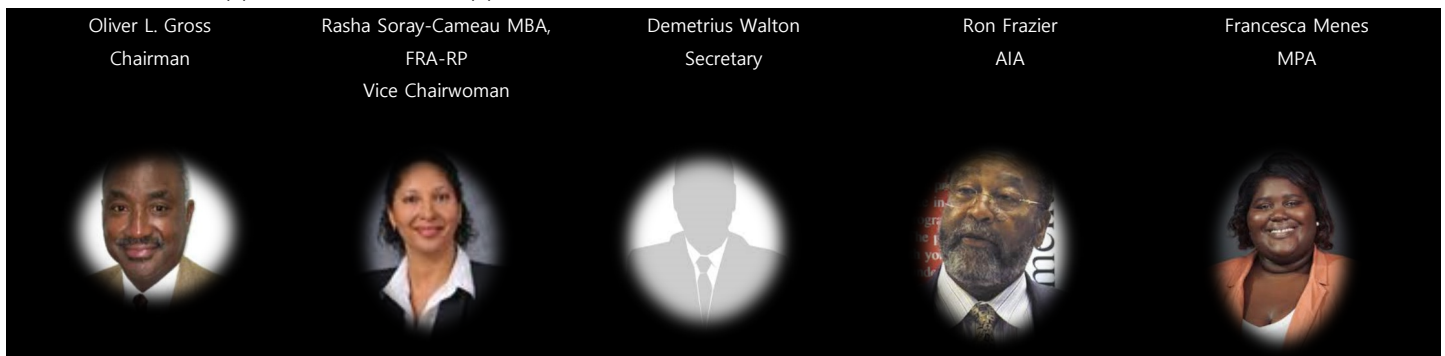 Oliver L. Gross
Chairman
Rasha Soray-Cameau MBA,
FRA-RP
Vice Chairwoman
Demetrius Walton
Secretary
Ron Frazier
AIA
Francesca Menes
MPA